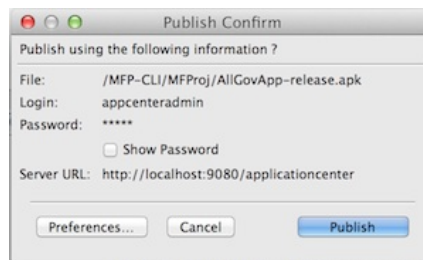 Publish Confirm
Publish using the following information ?
File: /MFP-CLI/MFProj/AllGovApp-release.apk
Login: appcenteradmin
Password: *****
Show Password
Server URL: http://localhost:9080/applicationcenter
Preferences... Cancel Publish